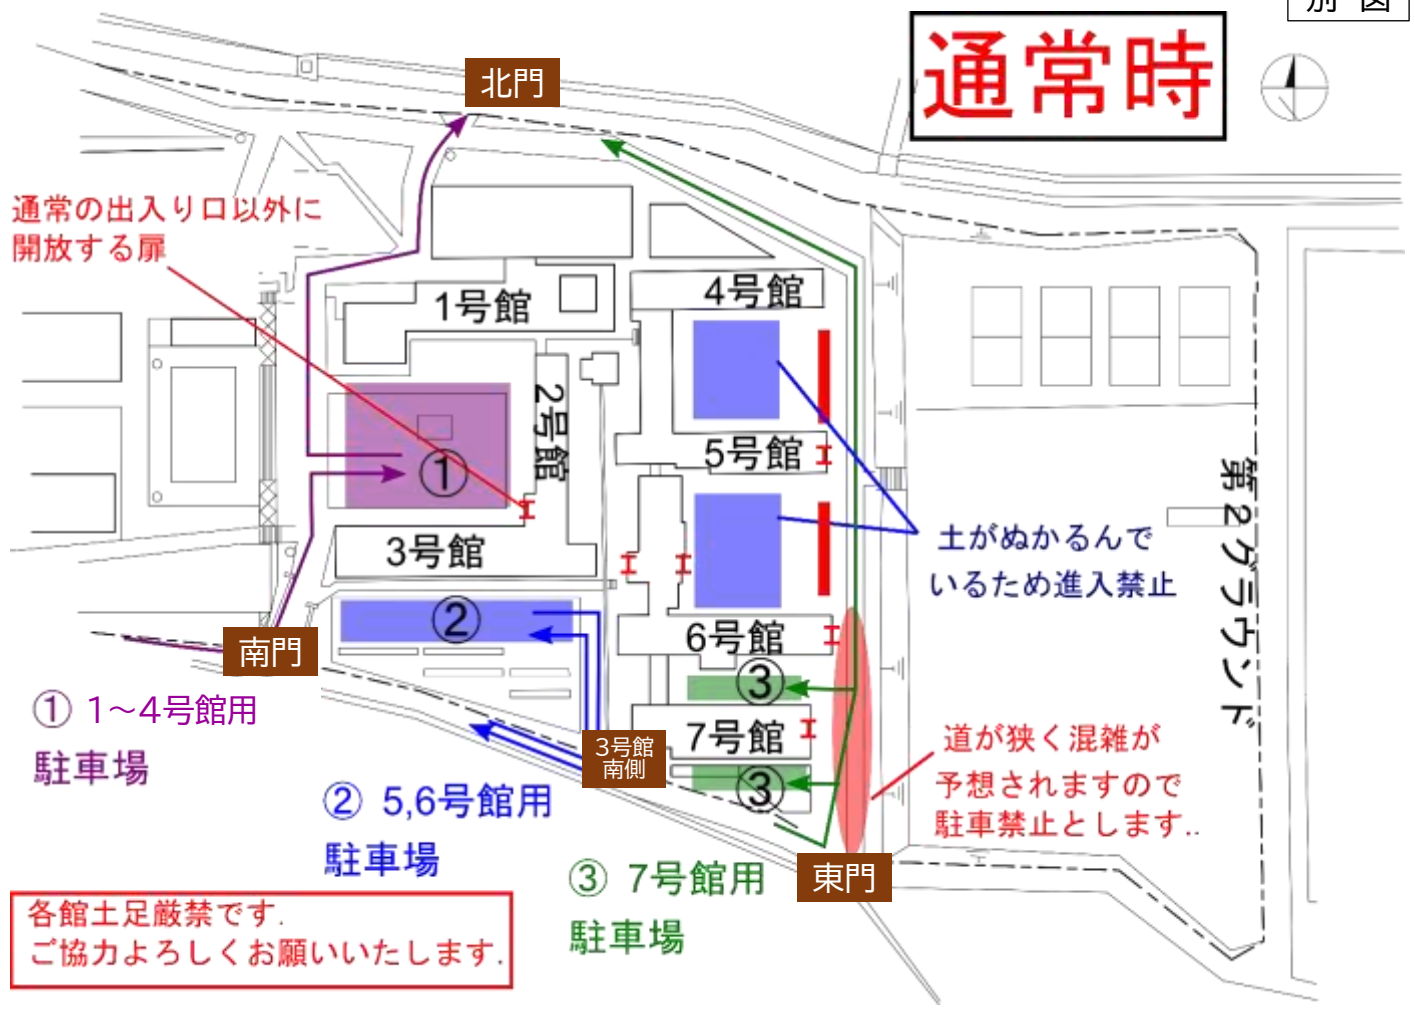 別 図
通常時
北門
通常の出入り口以外に
開放する扉
1号館
4号館
2号館
5号館
①
3号館
土がぬかるんで
いるため進入禁止
第2グラウンド
②
6号館
南門
③
① 1～4号館用
駐車場
7号館
3号館
南側
道が狭く混雑が
予想されますので
駐車禁止とします..
③
② 5,6号館用
駐車場
③ 7号館用
駐車場
東門
各館土足厳禁です.
ご協力よろしくお願いいたします.